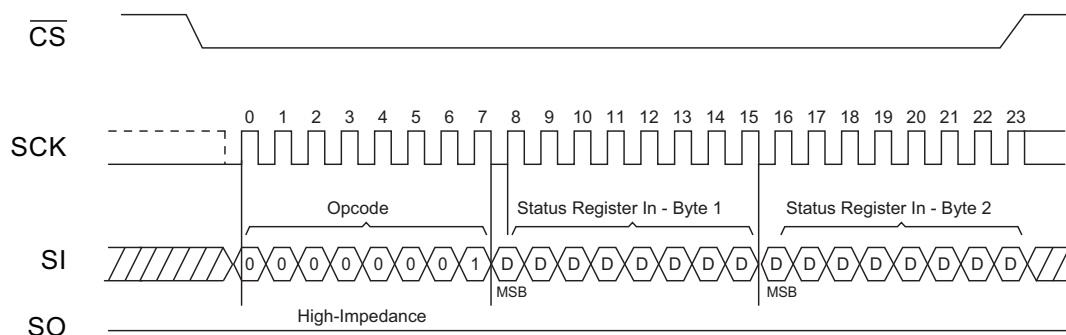 CS
0 1 2 3 4 5 6 7 8 9 10 11 12 13 14 15 16 17 18 19 20 21 22 23
SCK
Opcode Status Register In - Byte 1 Status Register In - Byte 2
SI 0 0 0 0 0 0 0 1 D D D D D D D D D D D D D D D D
MSB MSB
High-Impedance
SO